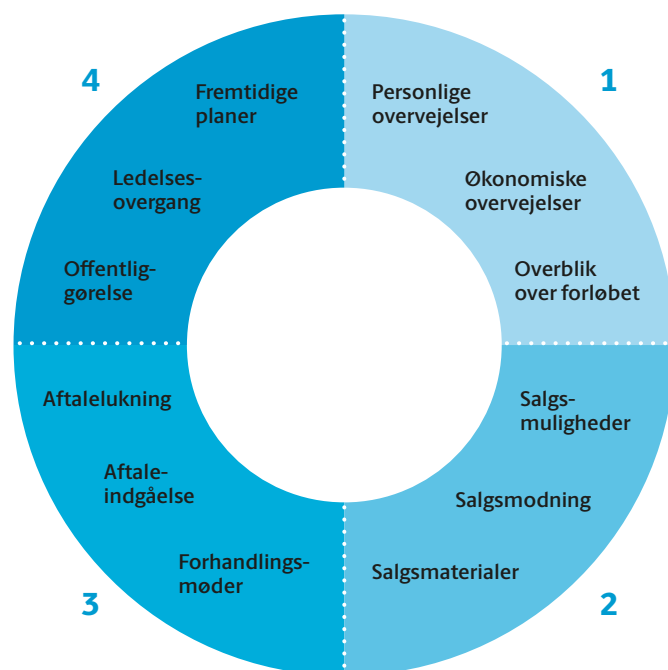 1
Personlige
overvejelser
Økonomiske
overvejelser
Overblik
over forløbet
2
Salgs-
muligheder
Salgsmodning
Salgsmaterialer
3
Forhandlings-
møder
Aftale-
indgåelse
Aftalelukning
4
Offentlig-
gørelse
Ledelses-
overgang
Fremtidige
planer